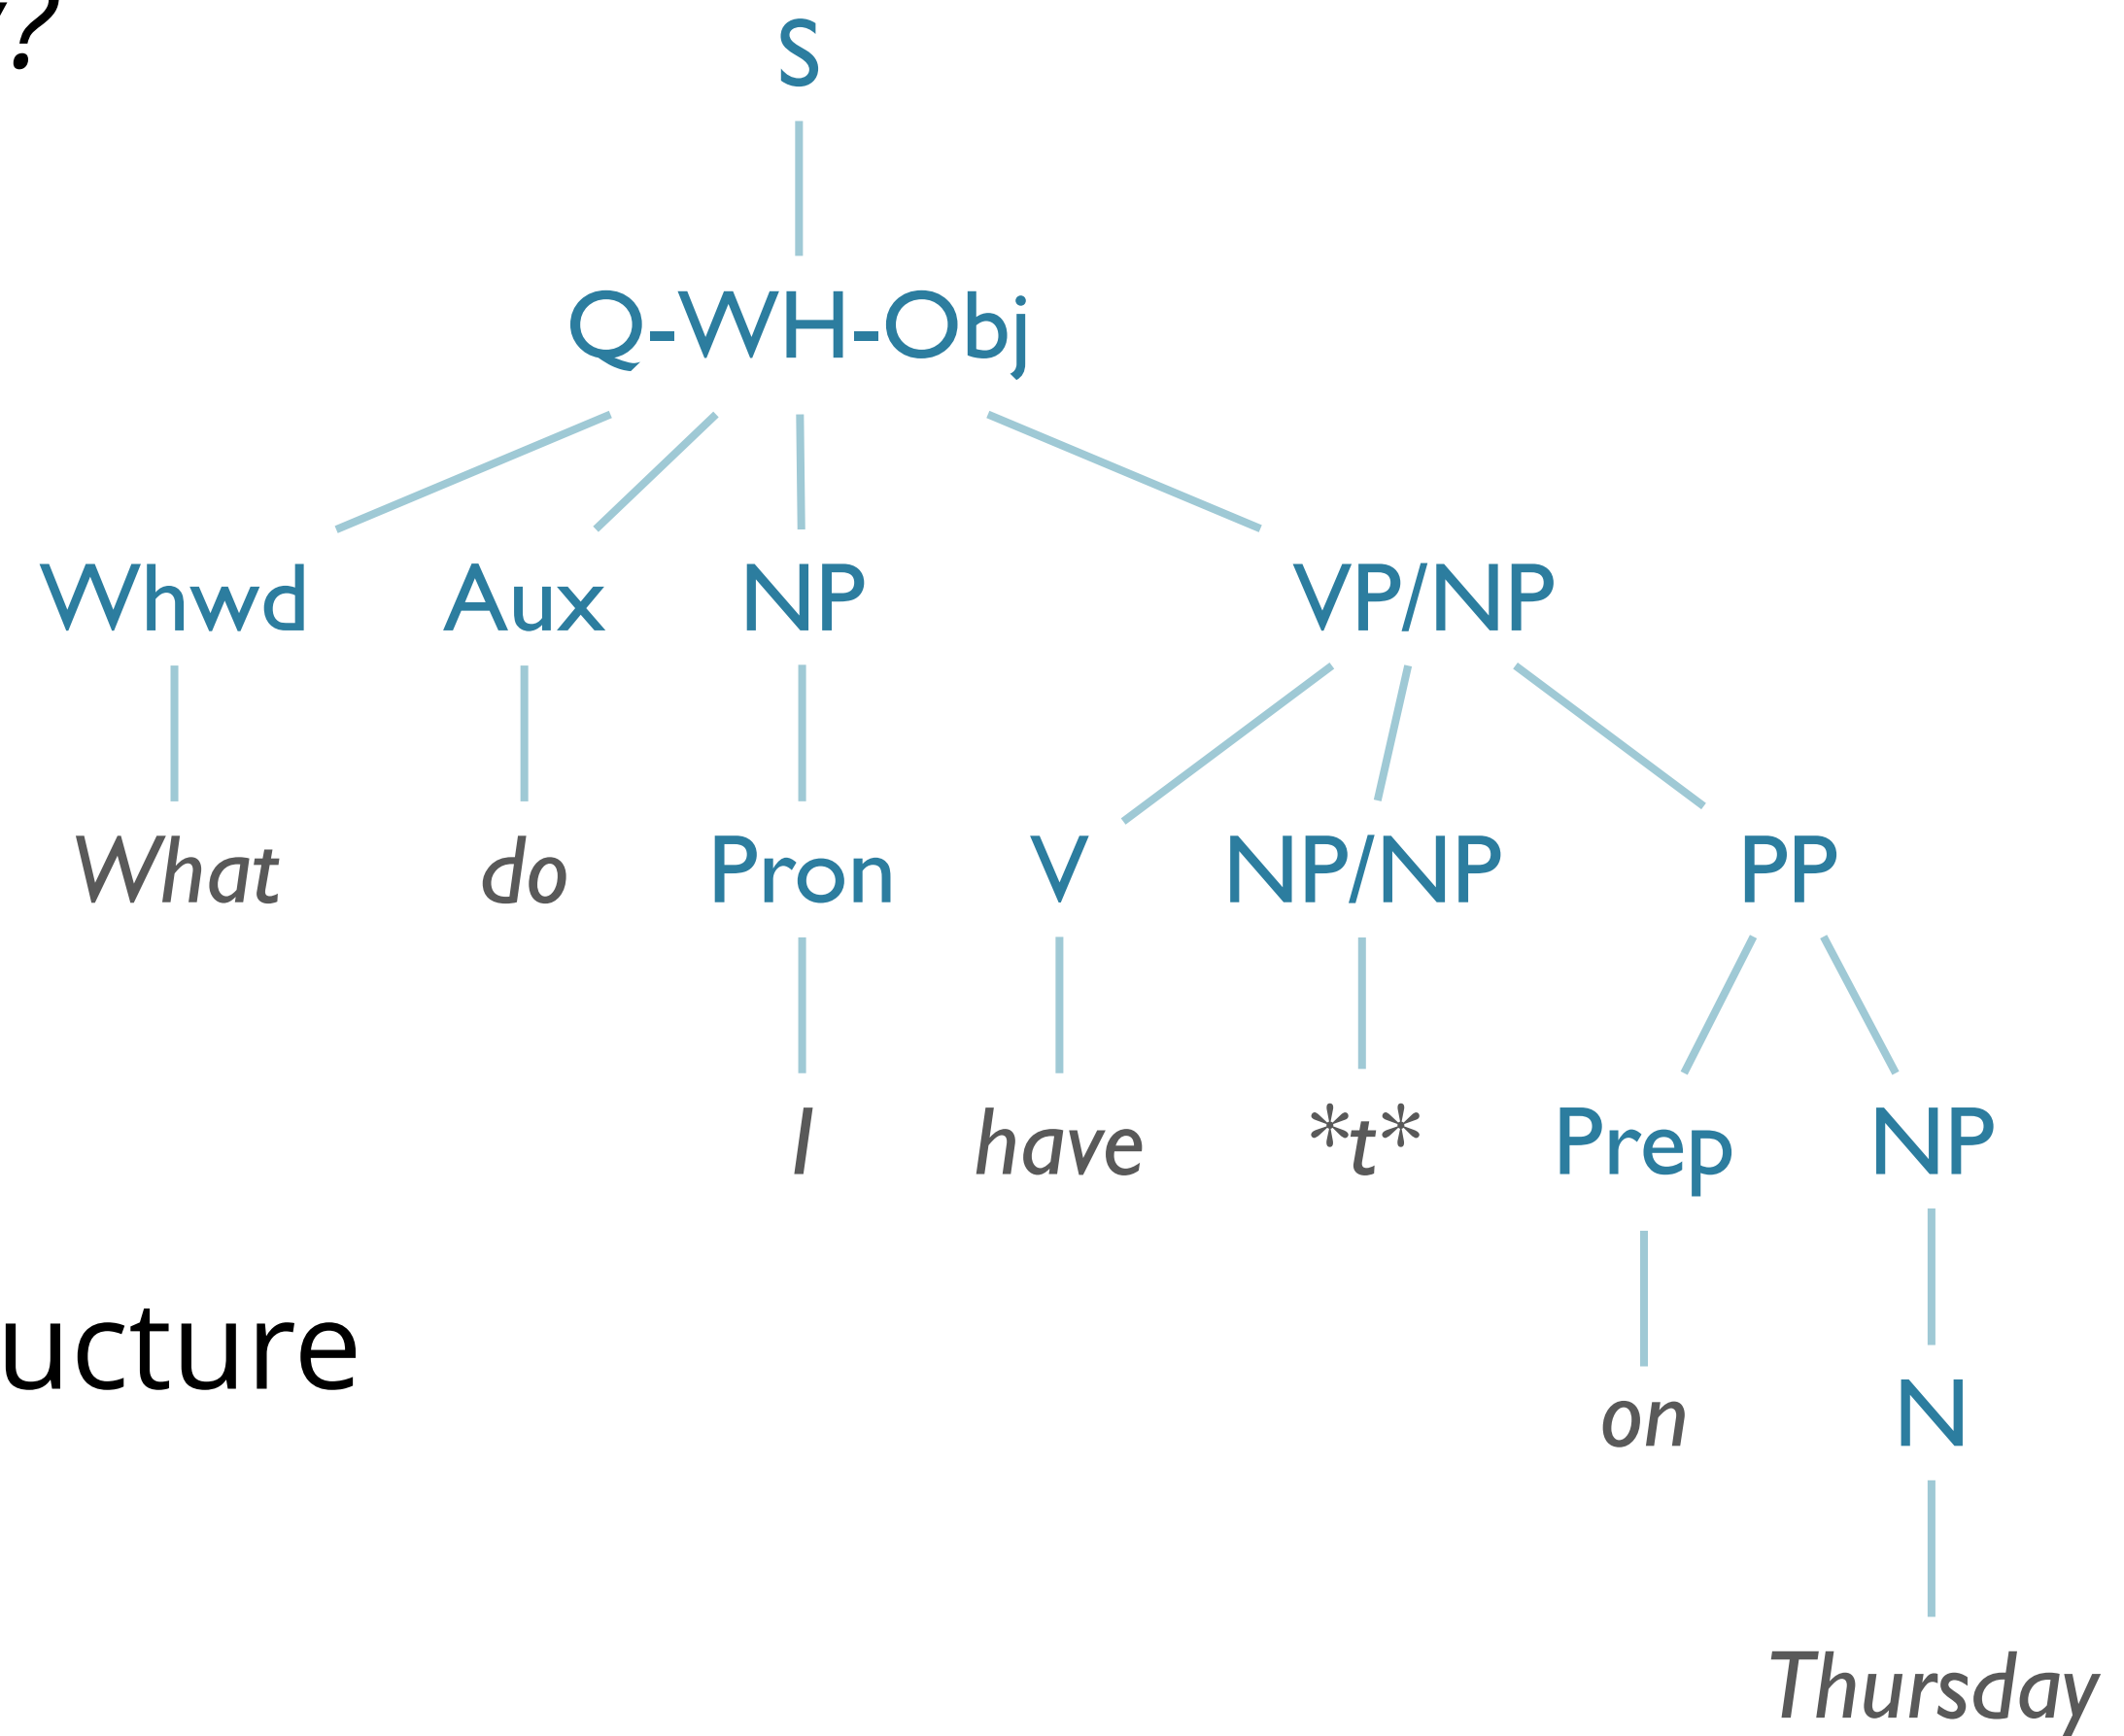 ?
S
Q-WH-Obj
Whwd Aux NP VP/NP
What do Pron V NP/NP PP
I have *t* Prep NP
ucture
on N
Thursday